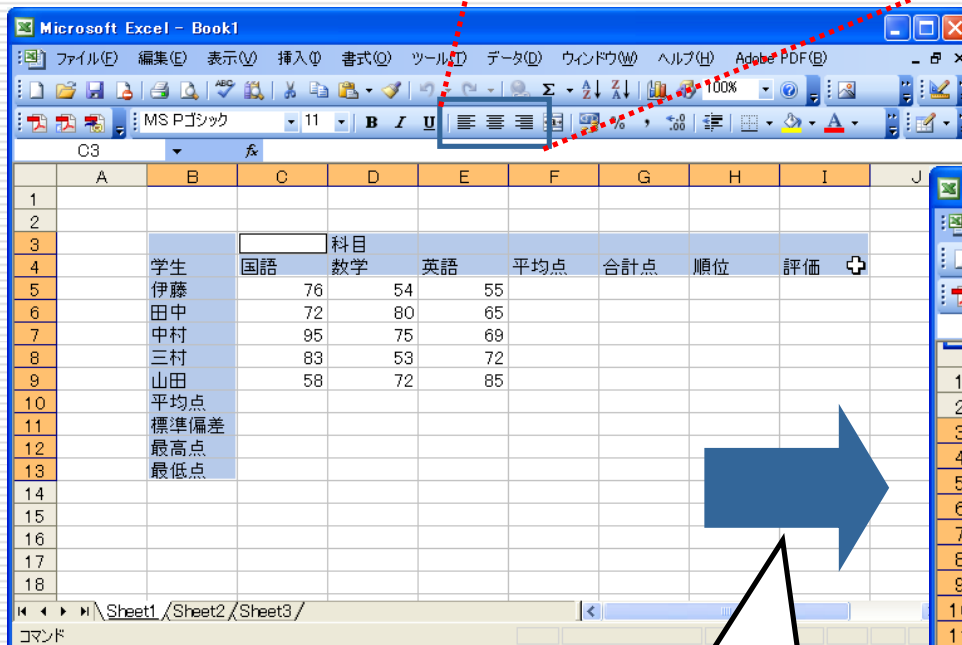 Microsoft Excel - Book1
ファイル(F) 編集(E) 表示(V) 挿入(I) 書式(O) ツール(T) データ(D) ウィンドウ(W) ヘルプ(H) Adobe PDF(B)
100%
MS Pゴシック 11 B I U % ,
C3 fx
A B C D E F G H I J
1
2
3 科目
4 学生 国語 数学 英語 平均点 合計点 順位 評価
5 伊藤 76 54 55
6 田中 72 80 65
7 中村 95 75 69
8 三村 83 53 72
9 山田 58 72 85
10 平均点
11 標準偏差
12 最高点
13 最低点
14
15
16
17
18
Sheet1 Sheet2 Sheet3
コマンド